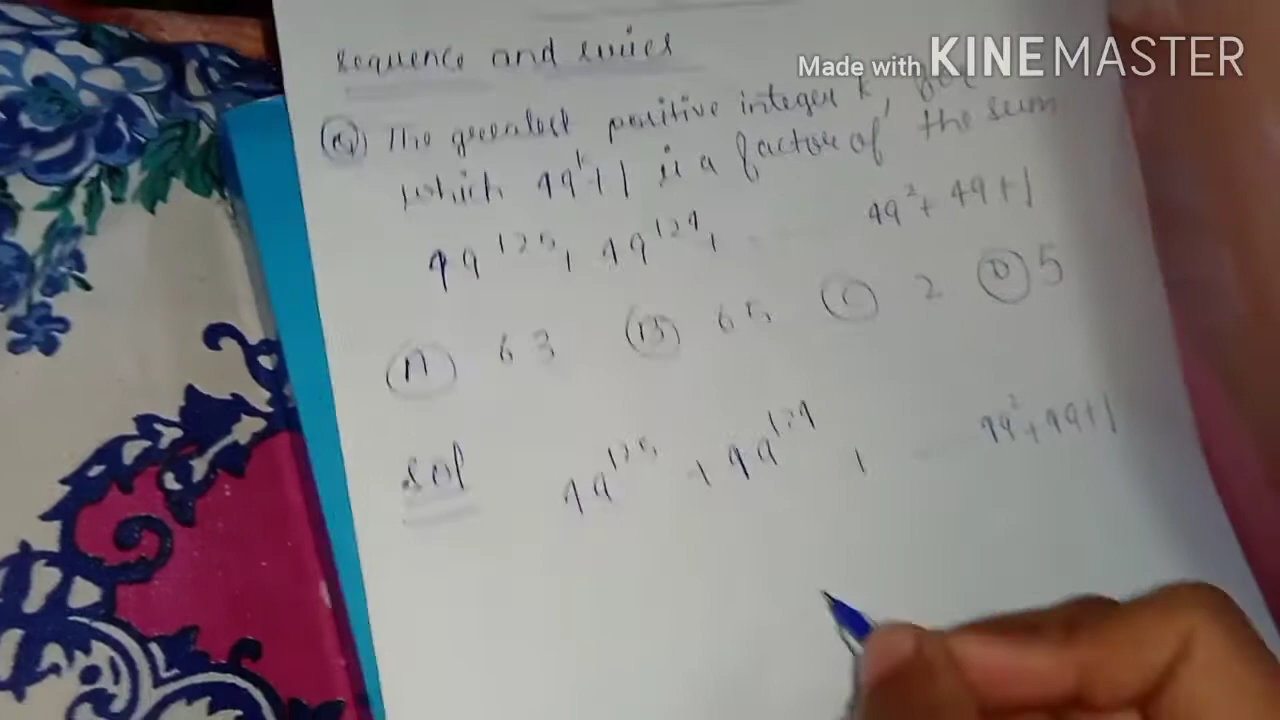 Made with KINEMASTER
sequence and series
(Q) The greatest positive integer k, for
which 49^k+1 is a factor of the sum
49^125 + 49^124 + 49^2 + 49 + 1
(A) 63 (B) 65 (C) 2 (D) 5
sol 49^125 + 49^124 + 49^2 + 49 + 1